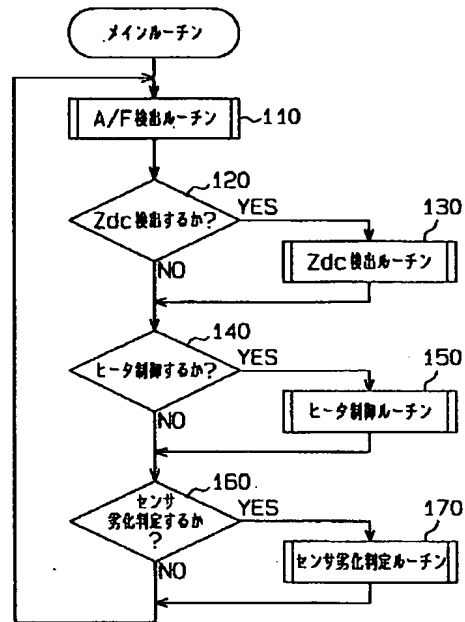 メインルーチン
A/F検出ルーチン
110
120
Zdc検出するか?
YES
130
Zdc検出ルーチン
NO
140
ヒータ制御するか?
YES
150
ヒータ制御ルーチン
NO
160
センサ
劣化判定するか
?
YES
170
センサ劣化判定ルーチン
NO